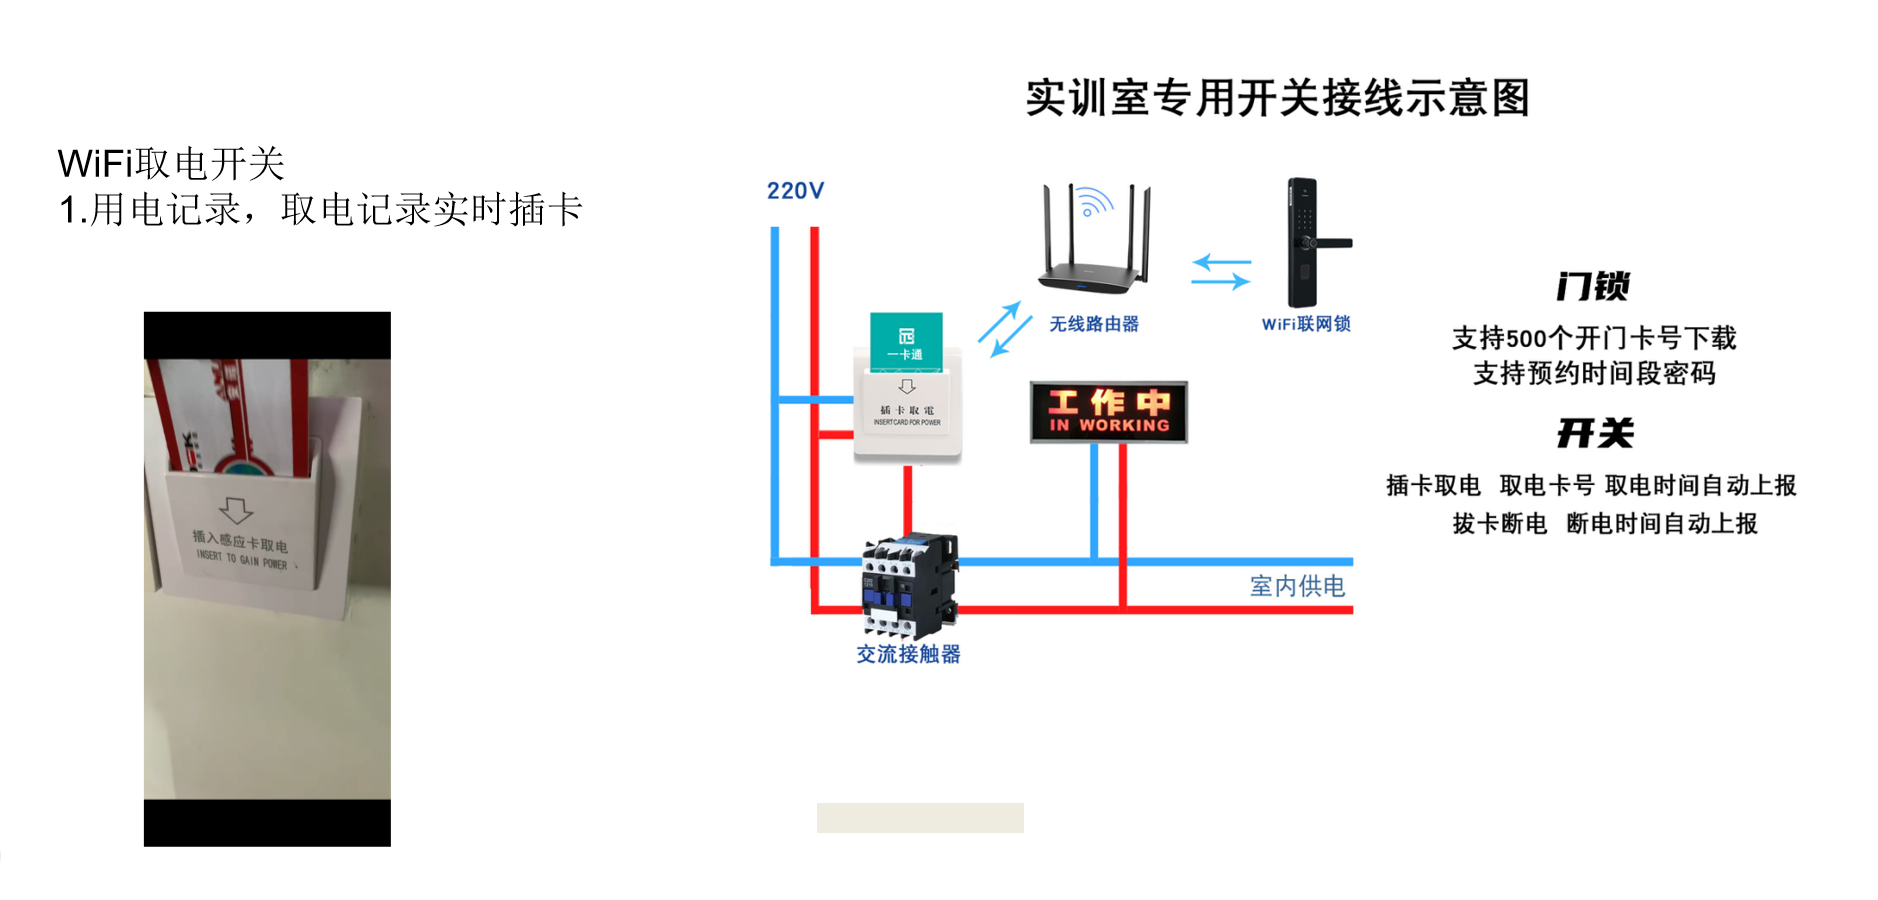 实训室专用开关接线示意图
WiFi取电开关
1.用电记录，取电记录实时插卡
220V
无线路由器
WiFi联网锁
一卡通
插卡取電
INSERT CARD FOR POWER
工作中
IN WORKING
室内供电
交流接触器
门锁
支持500个开门卡号下载
支持预约时间段密码
开关
插卡取电 取电卡号 取电时间自动上报
拔卡断电 断电时间自动上报
插入感应卡取电
INSERT TO GAIN POWER